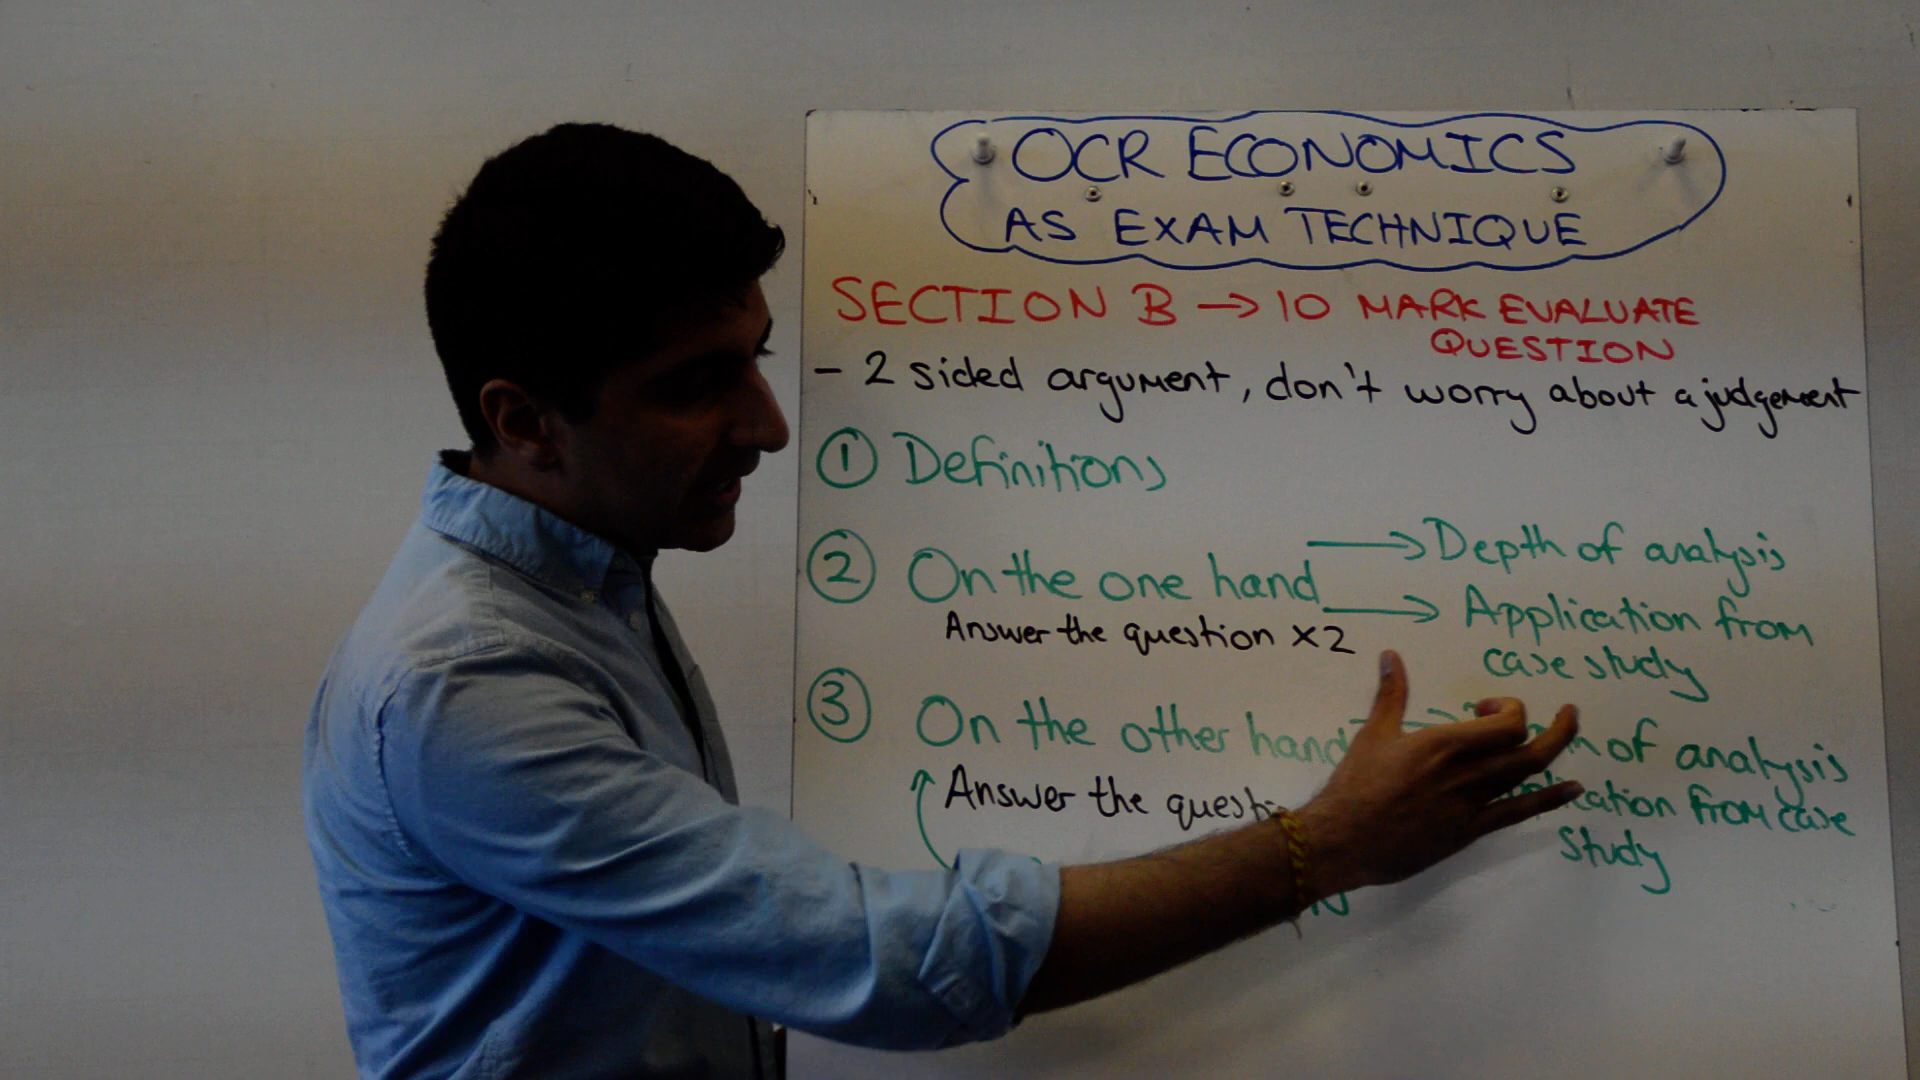 OCR ECONOMICS
AS EXAM TECHNIQUE
SECTION B → 10 MARK EVALUATE
QUESTION
- 2 sided argument, don't worry about a judgement
① Definitions
② On the one hand → Depth of analysis
→ Application from
case study
Answer the question x2
③ On the other hand → of analysis
Answer the
from case
study